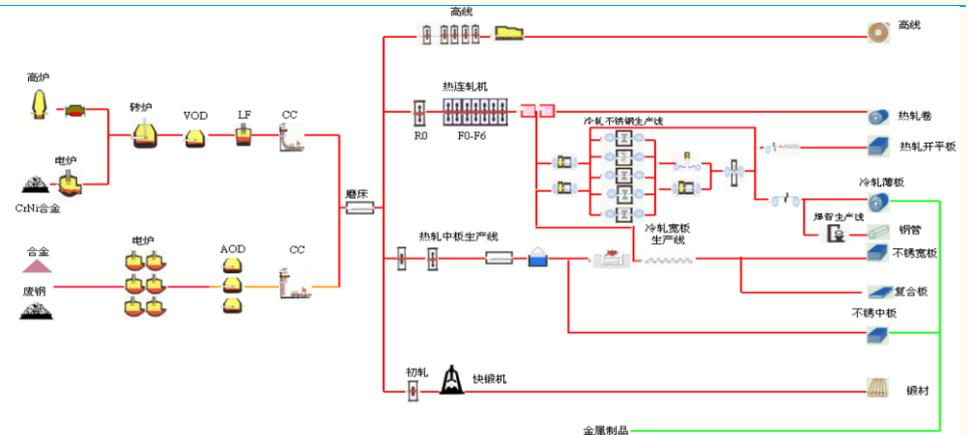 高线
高线
高炉
热连轧机
转炉
VOD
LF
CC
冷轧不锈钢生产线
热轧卷
R0
F0-F6
热轧开平板
电炉
冷轧薄板
CrNi合金
磨床
焊管生产线
钢管
冷轧宽板
生产线
热轧中板生产线
不锈宽板
合金
电炉
AOD
CC
废钢
复合板
不锈中板
初轧
快锻机
锻材
金属制品